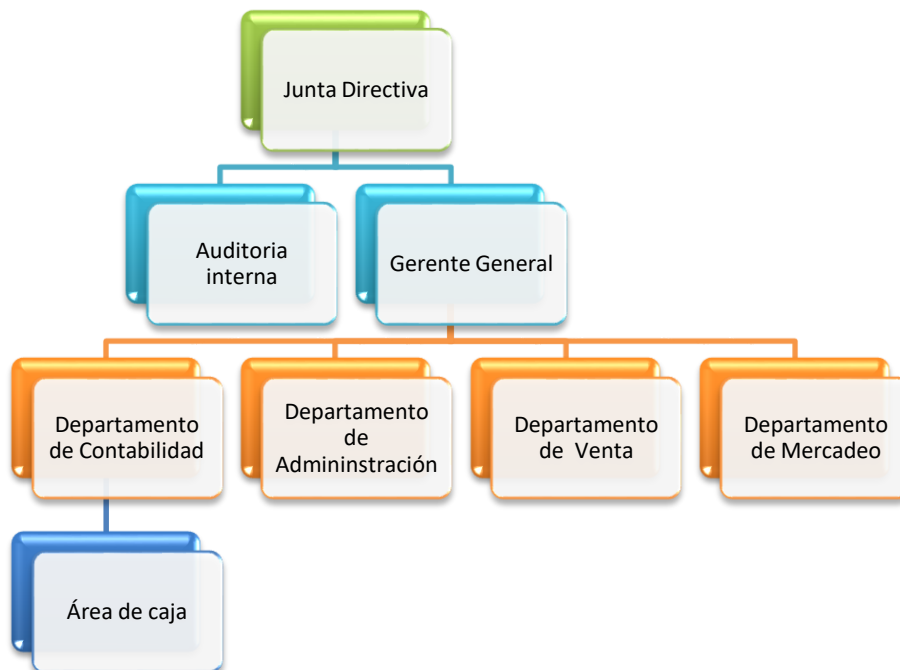 Junta Directiva
Auditoria
interna
Gerente General
Departamento
de Contabilidad
Departamento
de
Admininstración
Departamento
de Venta
Departamento
de Mercadeo
Área de caja